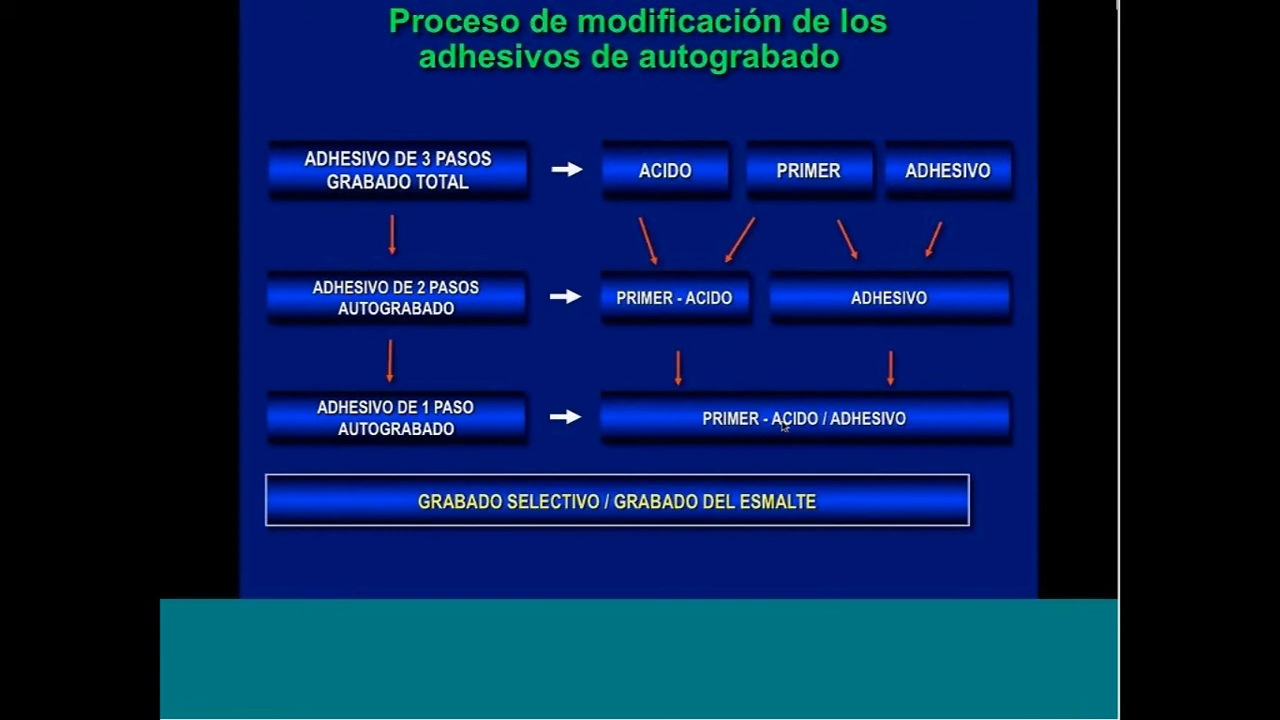 Proceso de modificación de los
adhesivos de autograbado
ADHESIVO DE 3 PASOS
GRABADO TOTAL
ACIDO
PRIMER
ADHESIVO
ADHESIVO DE 2 PASOS
AUTOGRABADO
PRIMER - ACIDO
ADHESIVO
ADHESIVO DE 1 PASO
AUTOGRABADO
PRIMER - ACIDO / ADHESIVO
GRABADO SELECTIVO / GRABADO DEL ESMALTE